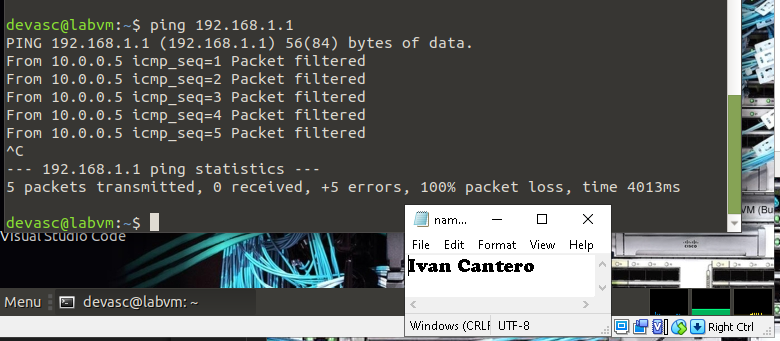 devasc@labvm:~$ ping 192.168.1.1
PING 192.168.1.1 (192.168.1.1) 56(84) bytes of data.
From 10.0.0.5 icmp_seq=1 Packet filtered
From 10.0.0.5 icmp_seq=2 Packet filtered
From 10.0.0.5 icmp_seq=3 Packet filtered
From 10.0.0.5 icmp_seq=4 Packet filtered
From 10.0.0.5 icmp_seq=5 Packet filtered
^C
--- 192.168.1.1 ping statistics ---
5 packets transmitted, 0 received, +5 errors, 100% packet loss, time 4013ms
devasc@labvm:~$
Visual Studio Code
nam...
File Edit Format View Help
Ivan Cantero
Windows (CRLF UTF-8
VM (Bu
cisco
Menu
devasc@labvm: ~
Right Ctrl